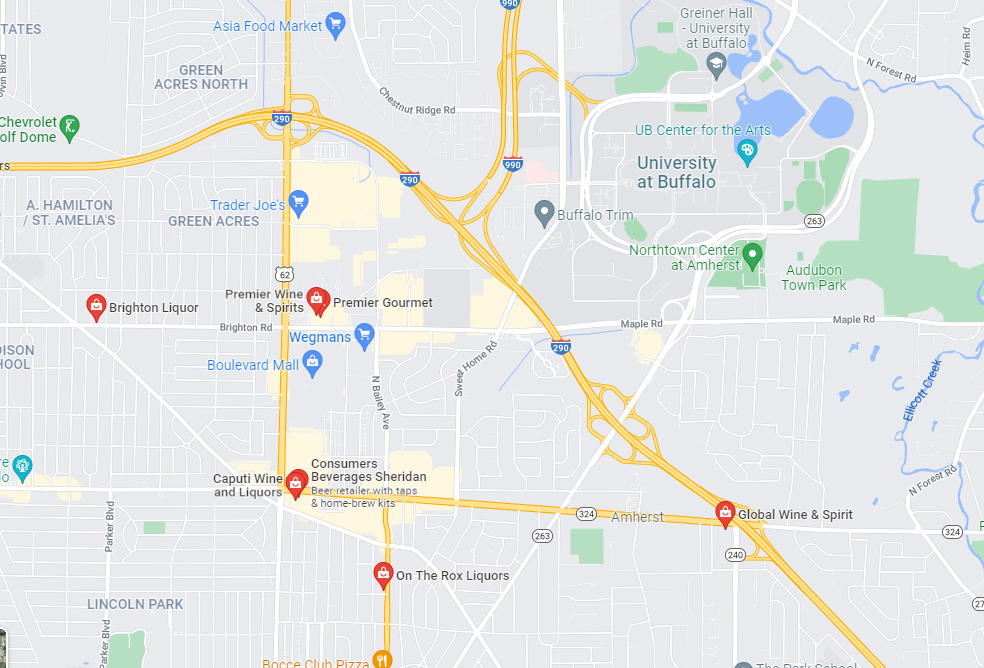 990
Asia Food Market
Greiner Hall
- University
at Buffalo
TATES
Heim Rd
N Forest Rd
GREEN
ACRES NORTH
Chestnut Ridge Rd
290
Chevrolet
olf Dome
UB Center for the Arts
990
University
at Buffalo
rs
290
Trader Joe's
A. HAMILTON
/ ST. AMELIA'S
GREEN ACRES
Buffalo Trim
263
Northtown Center
at Amherst
62
Audubon
Town Park
Premier Wine
& Spirits
Premier Gourmet
Brighton Liquor
Brighton Rd
Maple Rd
Maple Rd
Wegmans
290
DISON
HOOL
Boulevard Mall
Sweet Home Rd
N Bailey Ave
Ellicott Creek
Consumers
Beverages Sheridan
Beer retailer with taps
& home-brew kits
Caputi Wine
and Liquors
re
lo
N Forest Rd
Parker Blvd
324
Amherst
Global Wine & Spirit
263
324
240
On The Rox Liquors
LINCOLN PARK
27
Parker Blvd
Bocce Club Pizza
The Park School